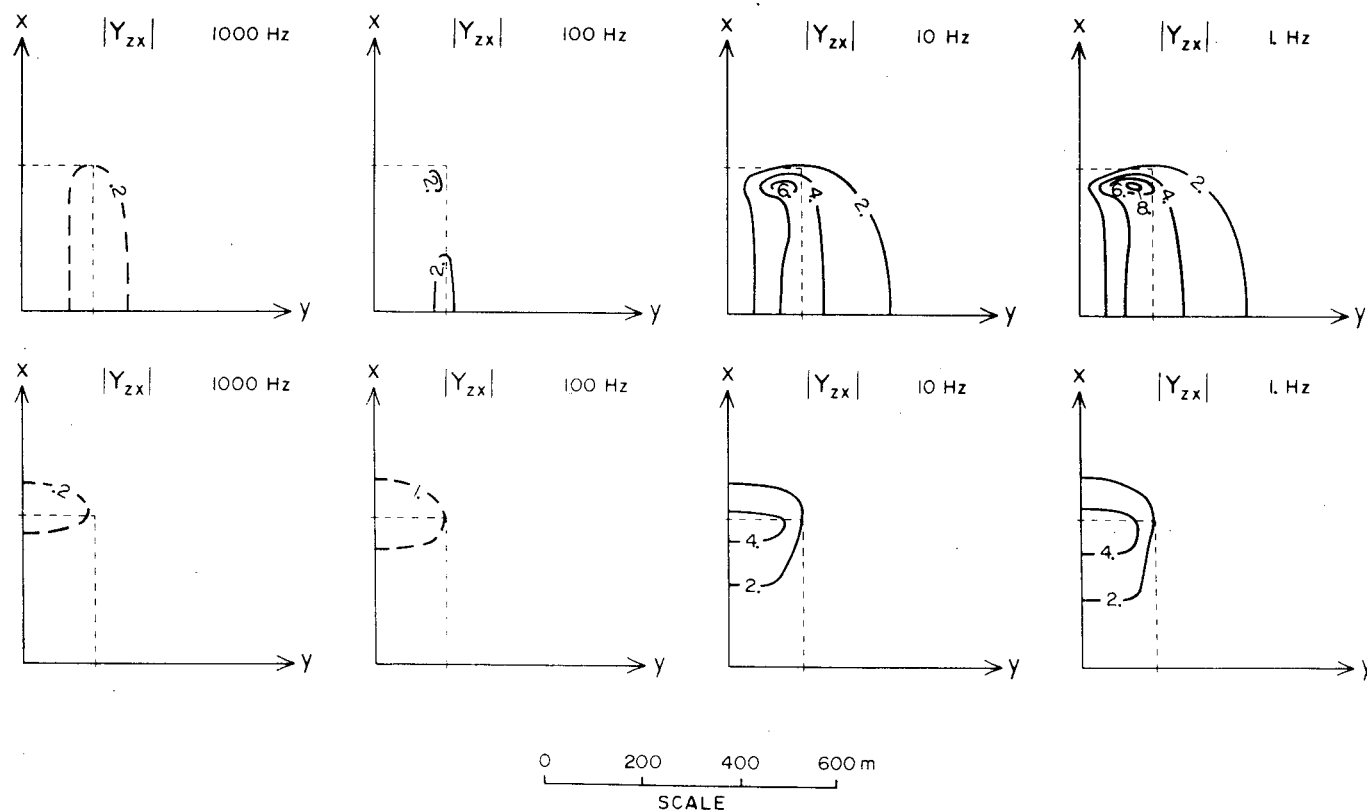 X |Yzx| 1000 Hz
.2
y
X |Yzx| 100 Hz
.2
.2
y
X |Yzx| 10 Hz
.6
.4
.2
y
X |Yzx| 1. Hz
.6
.8
.4
.2
y
X |Yzx| 1000 Hz
.2
y
X |Yzx| 100 Hz
.1
y
X |Yzx| 10 Hz
.4
.2
y
X |Yzx| 1. Hz
.4
.2
y
0 200 400 600 m
SCALE